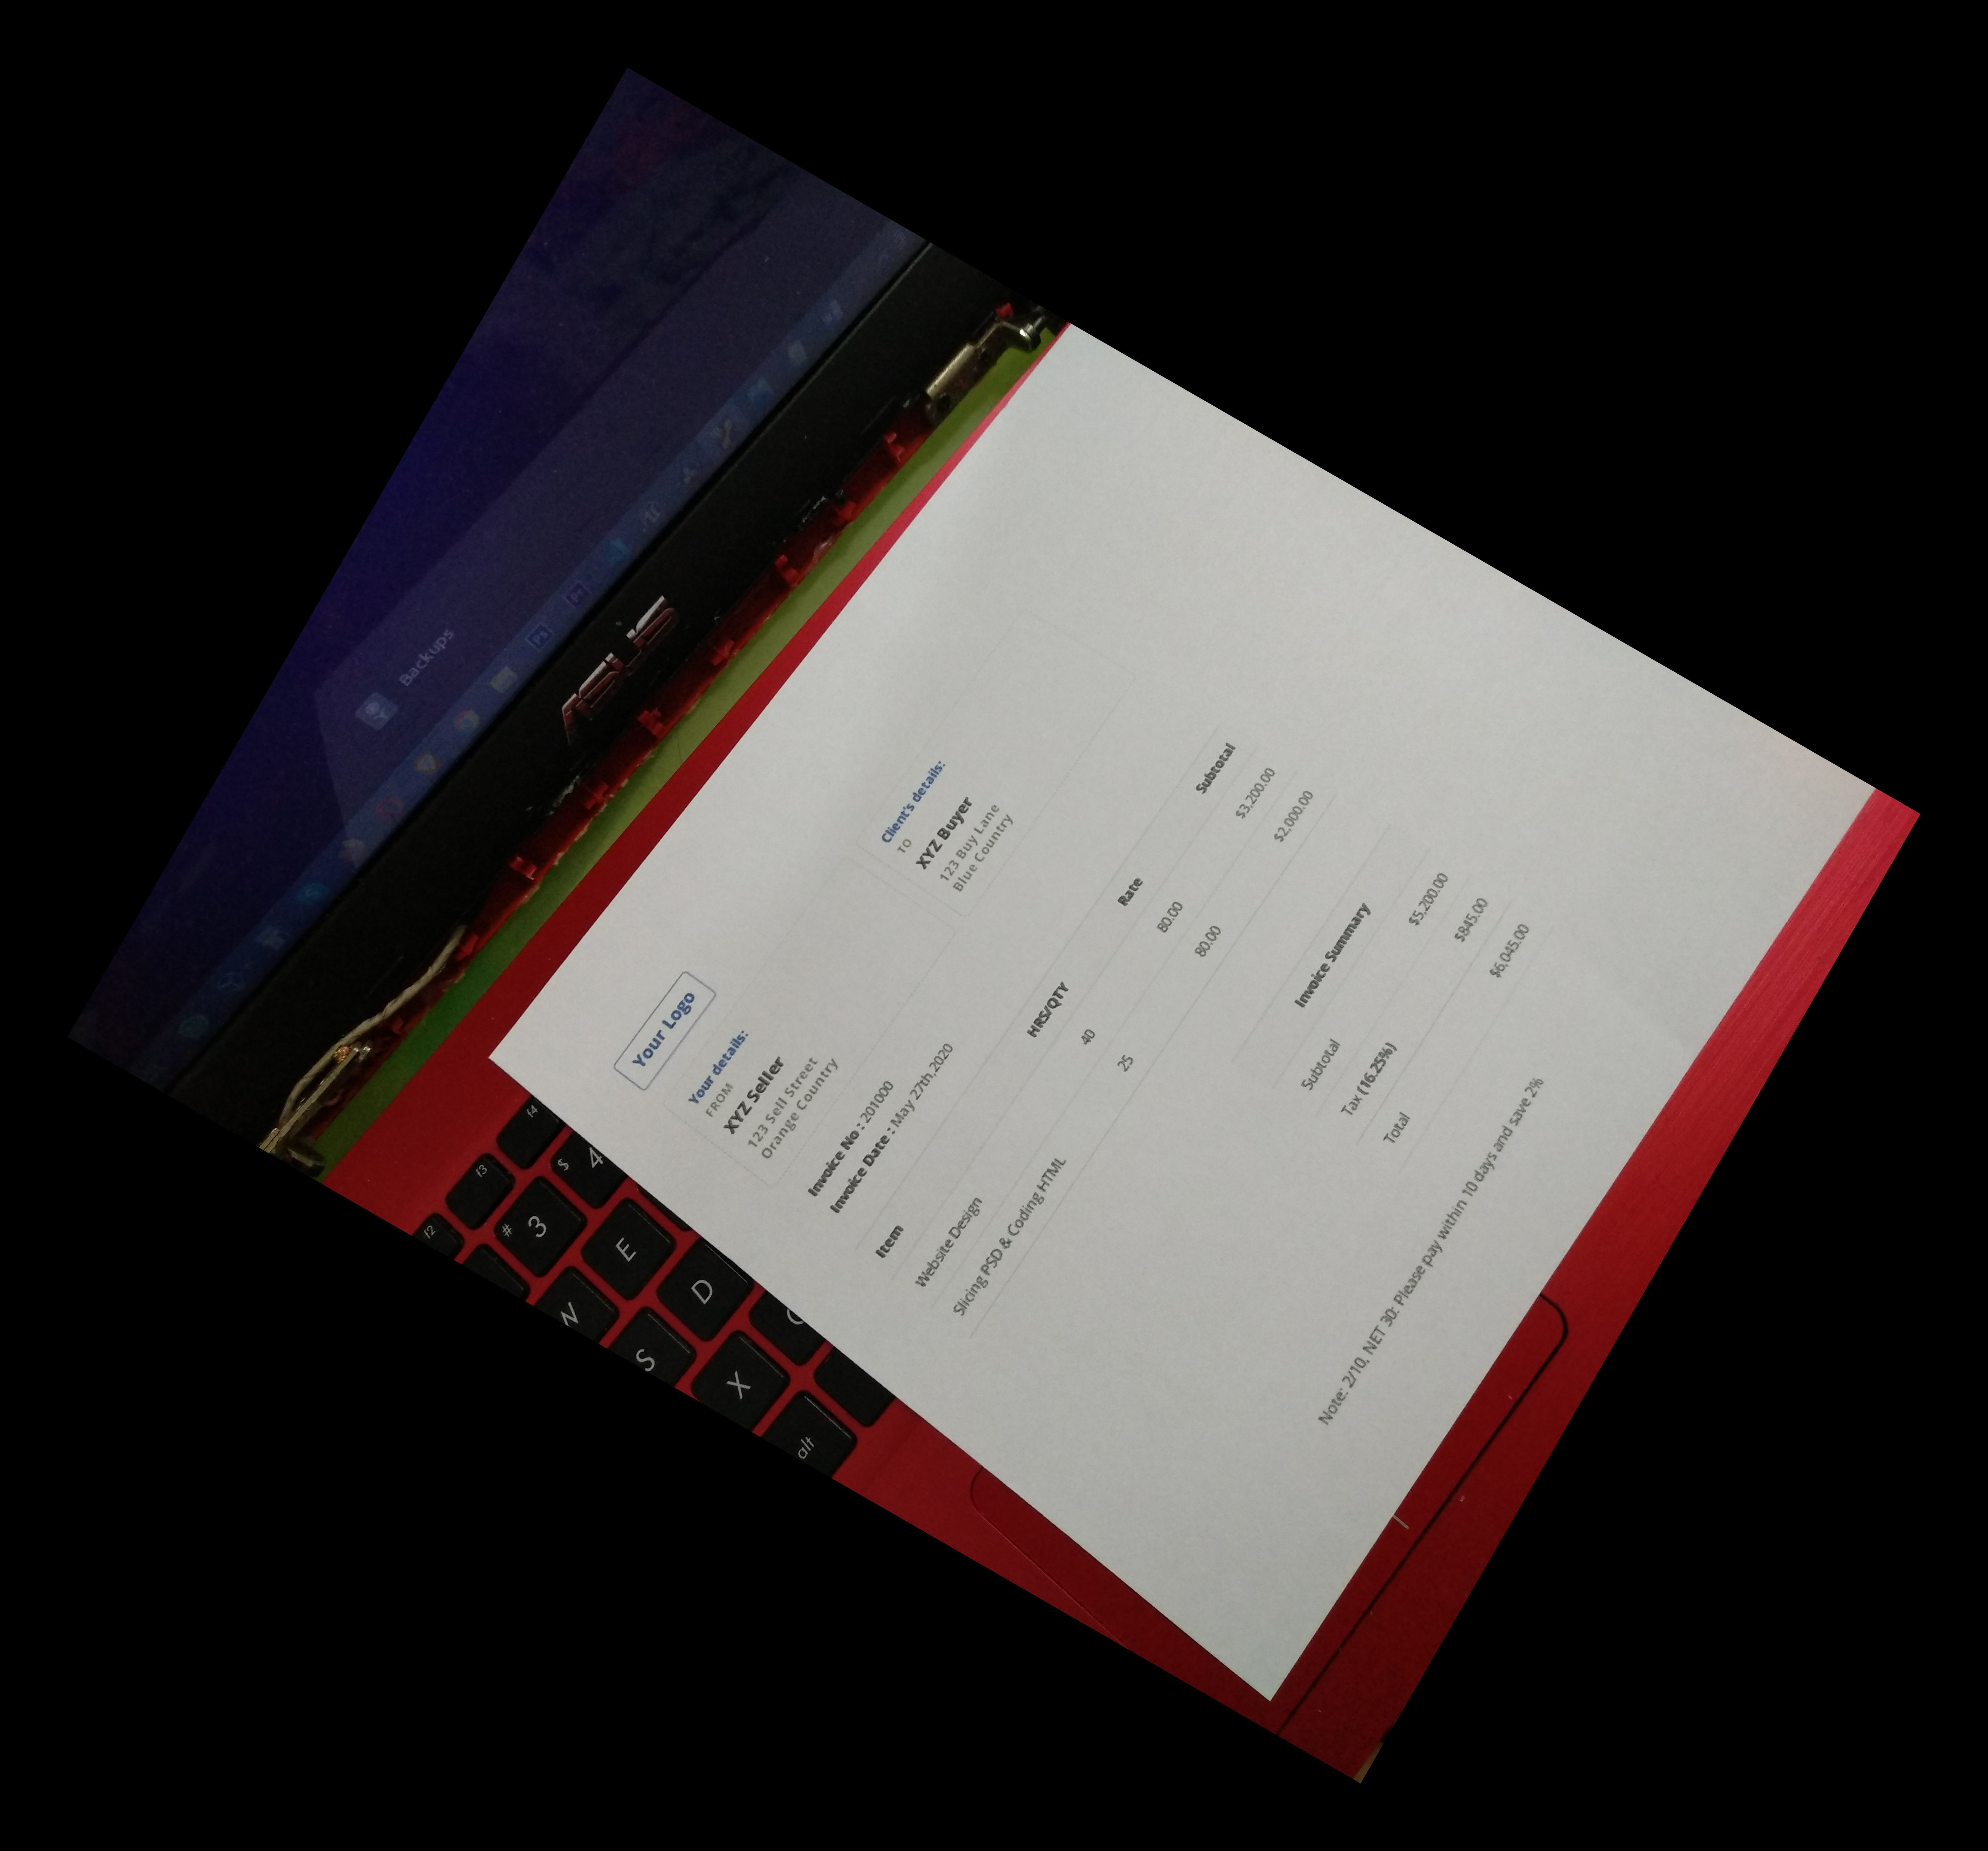 Backups
Ps
ASUS
f2
f3
f4
# 3
$ 4
W
E
S
D
X
C
alt
Your Logo
Your details:
FROM
XYZ Seller
123 Sell Street
Orange Country
Client's details:
TO
XYZ Buyer
123 Buy Lane
Blue Country
Invoice No : 201000
Invoice Date : May 27th,2020
Item HRS/QTY Rate Subtotal
Website Design 40 80.00 $3,200.00
Slicing PSD & Coding HTML 25 80.00 $2,000.00
Invoice Summary
Subtotal $5,200.00
Tax (16.25%) $845.00
Total $6,045.00
Note: 2/10, NET 30: Please pay within 10 days and save 2%